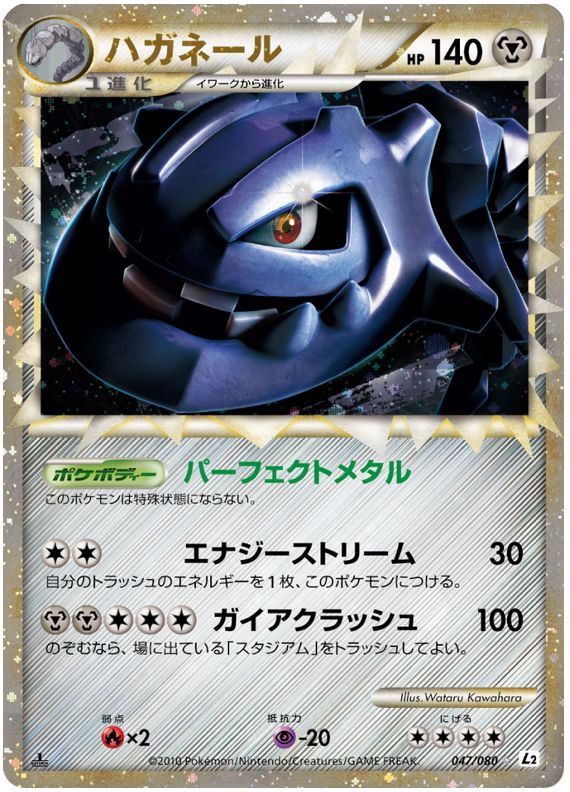 ハガネール
HP 140
1進化
イワークから進化
ポケボディー
パーフェクトメタル
このポケモンは特殊状態にならない。
エナジーストリーム 30
自分のトラッシュのエネルギーを1枚、このポケモンにつける。
ガイアクラッシュ 100
のぞむなら、場に出ている「スタジアム」をトラッシュしてよい。
Illus. Wataru Kawahara
弱点 抵抗力 にげる
×2 -20
©2010 Pokémon/Nintendo/Creatures/GAME FREAK. 047/080 L2